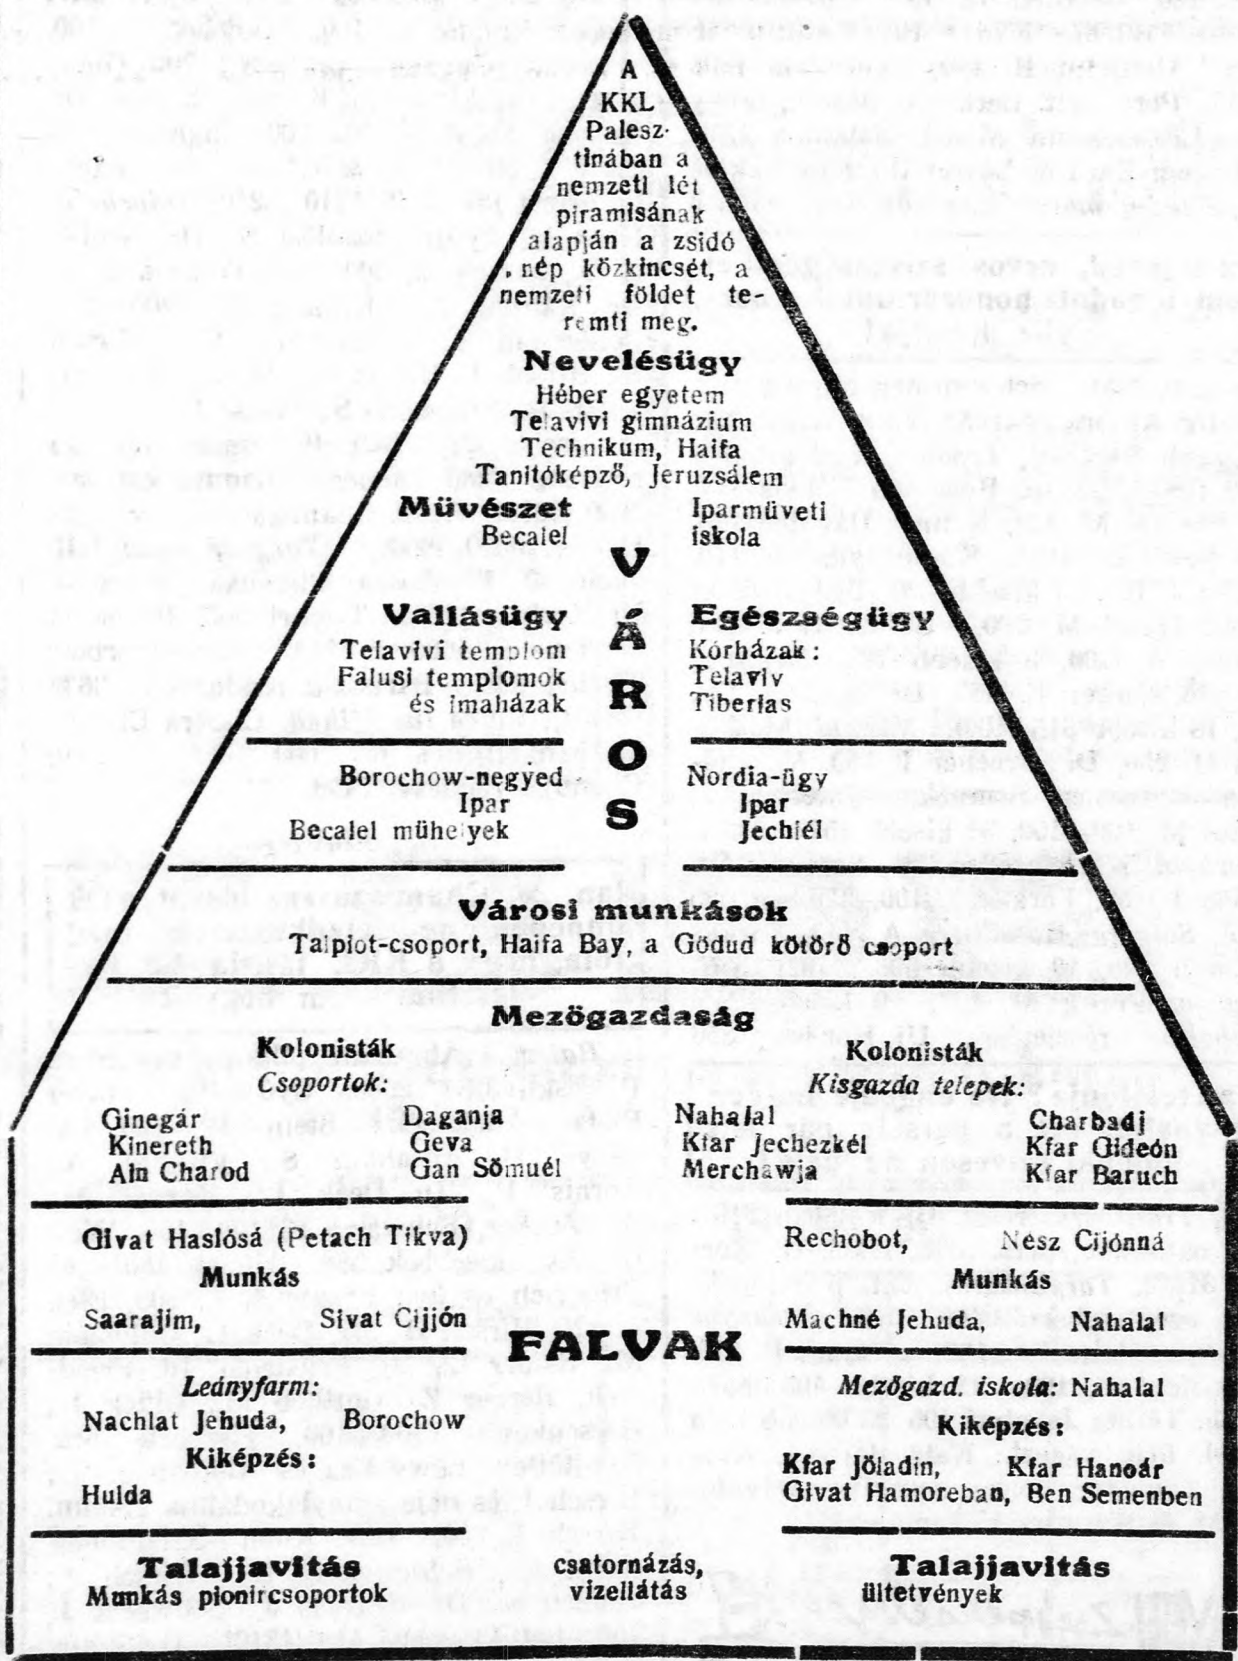 A
KKL
Palesz-
tinában a
nemzeti lét
piramisának
alapján a zsidó
nép közkincsét, a
nemzeti földet te-
remti meg.
Nevelésügy
Héber egyetem
Telavivi gimnázium
Technikum, Haifa
Tanitóképző, Jeruzsálem
Müvészet
Becalel
Iparmüveti
iskola
VÁROS
Vallásügy
Telavivi templom
Falusi templomok
és imaházak
Egészségügy
Kórházak:
Telaviv
Tiberias
Borochow-negyed
Ipar
Becalel mühelyek
Nordia-ügy
Ipar
Jechiél
Városi munkások
Talpiot-csoport, Haifa Bay, a Gödud kötörő csoport
Mezögazdaság
Kolonisták
Csoportok:
Ginegár Daganja
Kinereth Geva
Ain Charod Gan Sömuél
Kolonisták
Kisgazda telepek:
Nahalal Charbadj
Kfar Jechezkél Kfar Gideón
Merchawja Kfar Baruch
Givat Haslósá (Petach Tikva)
Munkás
Saarajim, Sivat Cijjón
Rechobot, Nész Cijónná
Munkás
Machné Jehuda, Nahalal
FALVAK
Leányfarm:
Nachlat Jehuda, Borochow
Kiképzés:
Hulda
Mezögazd. iskola: Nahalal
Kiképzés:
Kfar Jöladin, Kfar Hanoár
Givat Hamoreban, Ben Semenben
Talajjavitás
Munkás pionircsoportok
csatornázás,
vizellátás
Talajjavitás
ültetvények